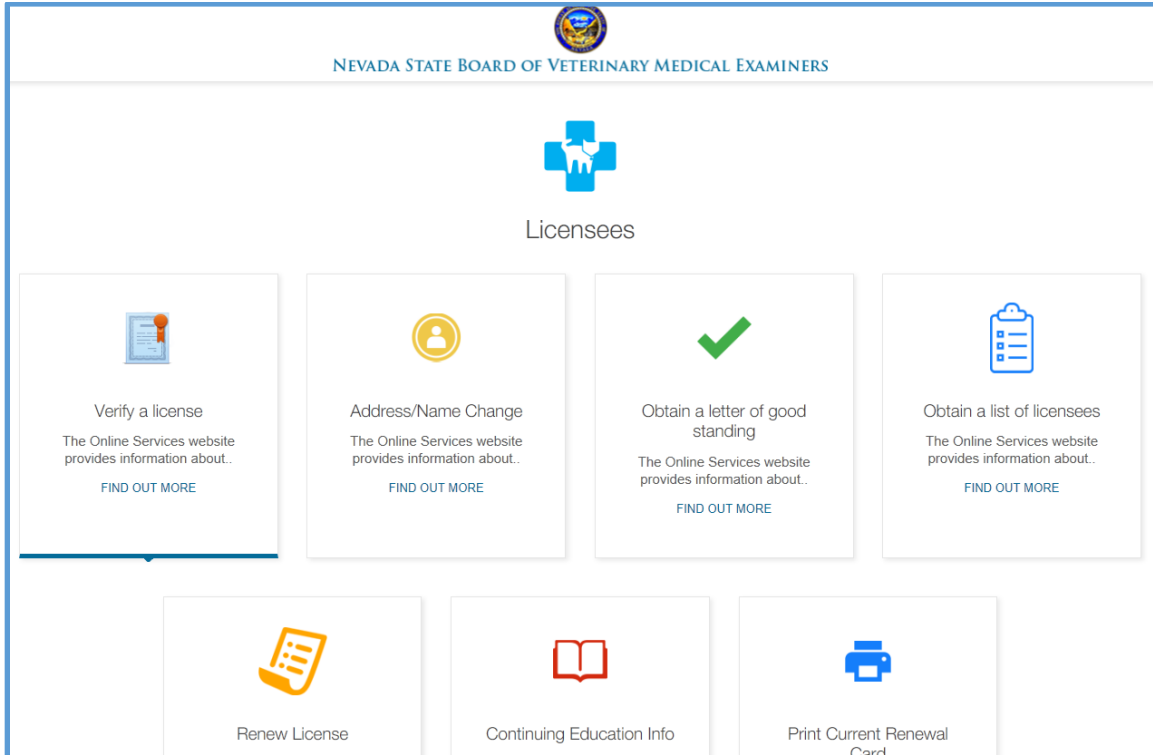 NEVADA STATE BOARD OF VETERINARY MEDICAL EXAMINERS
Licensees
Verify a license
The Online Services website
provides information about..
FIND OUT MORE
Address/Name Change
The Online Services website
provides information about..
FIND OUT MORE
Obtain a letter of good
standing
The Online Services website
provides information about..
FIND OUT MORE
Obtain a list of licensees
The Online Services website
provides information about..
FIND OUT MORE
Renew License
Continuing Education Info
Print Current Renewal
Card